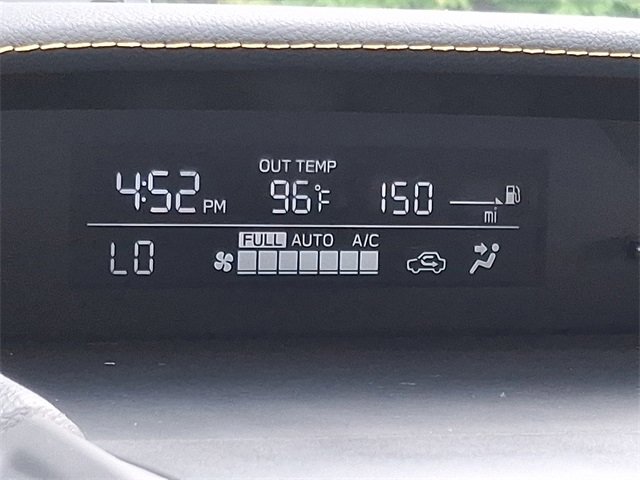 OUT TEMP
4:52 PM 96°F 150 mi
FULL AUTO A/C
LO